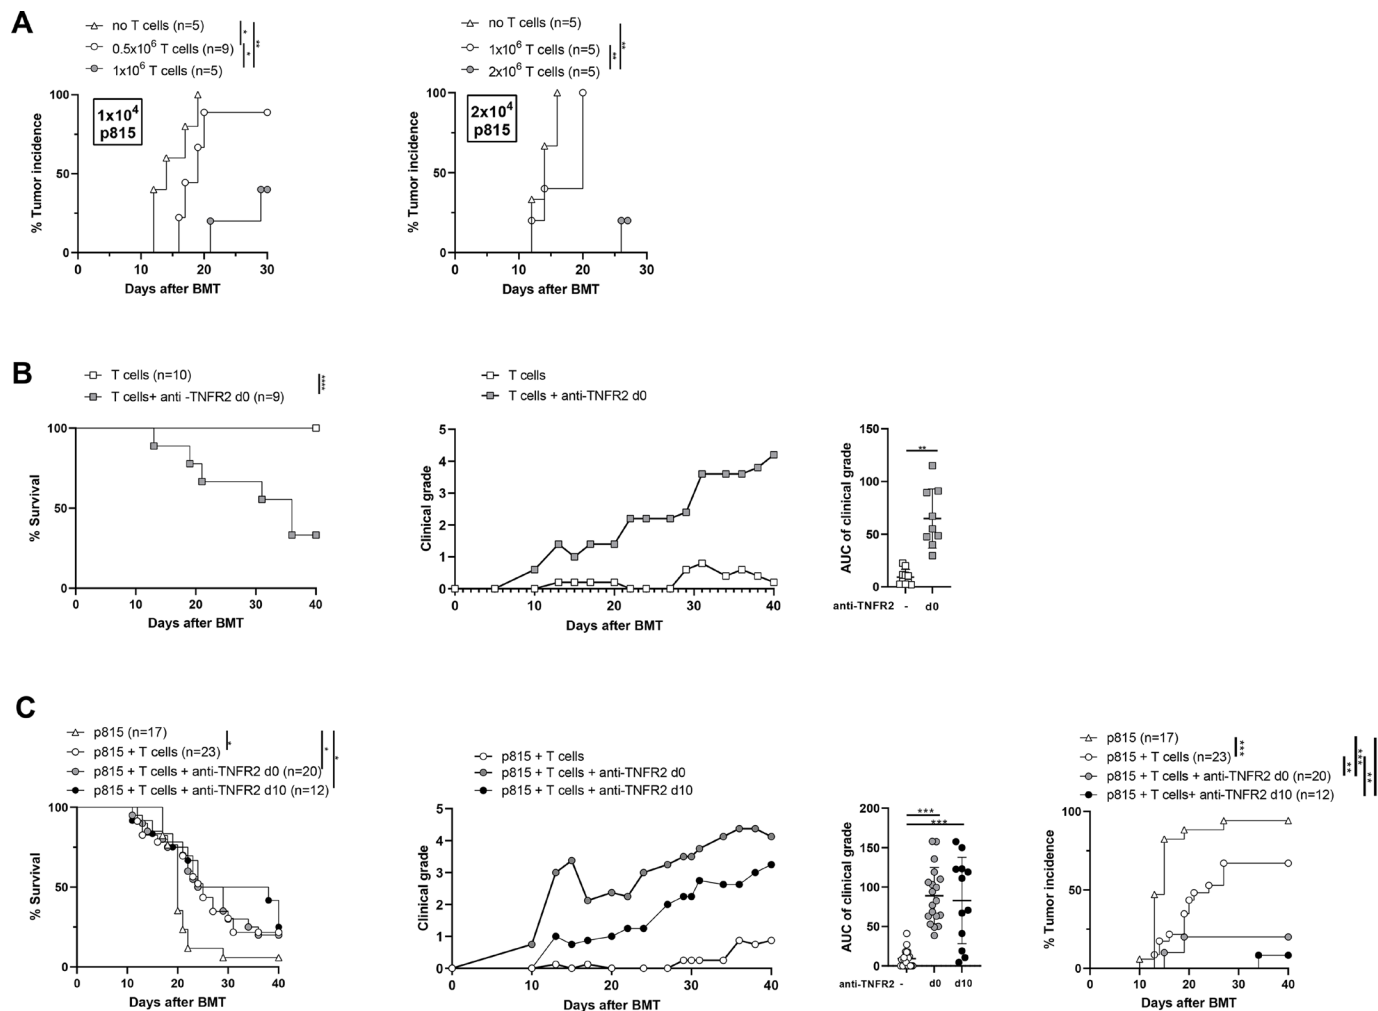 A
no T cells (n=5)
0.5x10⁶ T cells (n=9)
1x10⁶ T cells (n=5)
*
*
**
1x10⁴
p815
% Tumor incidence
100
50
0
0 10 20 30
Days after BMT
no T cells (n=5)
1x10⁶ T cells (n=5)
2x10⁶ T cells (n=5)
**
**
2x10⁴
p815
% Tumor incidence
100
50
0
0 10 20 30
Days after BMT
B
T cells (n=10)
T cells+ anti -TNFR2 d0 (n=9)
****
% Survival
100
50
0
0 10 20 30 40
Days after BMT
T cells
T cells + anti-TNFR2 d0
Clinical grade
5
4
3
2
1
0
0 10 20 30 40
Days after BMT
AUC of clinical grade
150
100
50
0
**
anti-TNFR2 - d0
C
p815 (n=17)
p815 + T cells (n=23)
p815 + T cells + anti-TNFR2 d0 (n=20)
p815 + T cells + anti-TNFR2 d10 (n=12)
*
*
*
% Survival
100
50
0
0 10 20 30 40
Days after BMT
p815 + T cells
p815 + T cells + anti-TNFR2 d0
p815 + T cells + anti-TNFR2 d10
Clinical grade
5
4
3
2
1
0
0 10 20 30 40
Days after BMT
AUC of clinical grade
200
150
100
50
0
***
***
anti-TNFR2 - d0 d10
p815 (n=17)
p815 + T cells (n=23)
p815 + T cells + anti-TNFR2 d0 (n=20)
p815 + T cells+ anti-TNFR2 d10 (n=12)
***
**
***
**
% Tumor incidence
100
50
0
0 10 20 30 40
Days after BMT